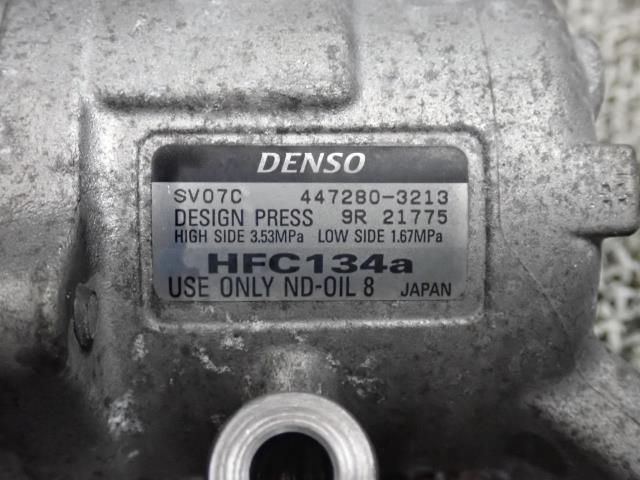 DENSO
SV07C 447280-3213
DESIGN PRESS 9R 21775
HIGH SIDE 3.53MPa LOW SIDE 1.67MPa
HFC134a
USE ONLY ND-OIL 8 JAPAN